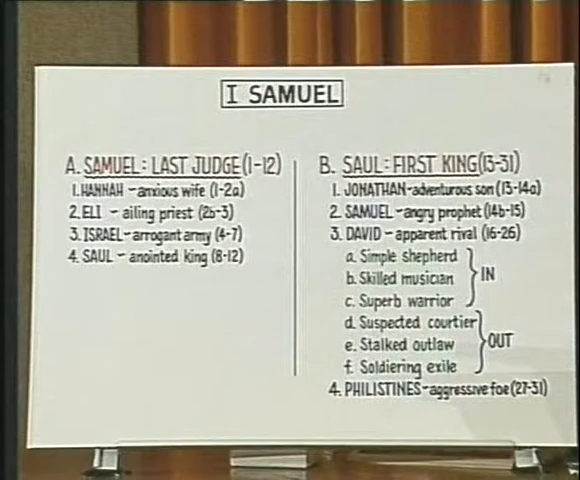 I SAMUEL
A. SAMUEL: LAST JUDGE (1-12)
1. HANNAH - anxious wife (1-2a)
2. ELI - ailing priest (2b-3)
3. ISRAEL - arrogant army (4-7)
4. SAUL - anointed king (8-12)
B. SAUL: FIRST KING (13-31)
1. JONATHAN - adventurous son (13-14a)
2. SAMUEL - angry prophet (14b-15)
3. DAVID - apparent rival (16-26)
a. Simple shepherd
b. Skilled musician
c. Superb warrior
IN
d. Suspected courtier
e. Stalked outlaw
f. Soldiering exile
OUT
4. PHILISTINES - aggressive foe (27-31)